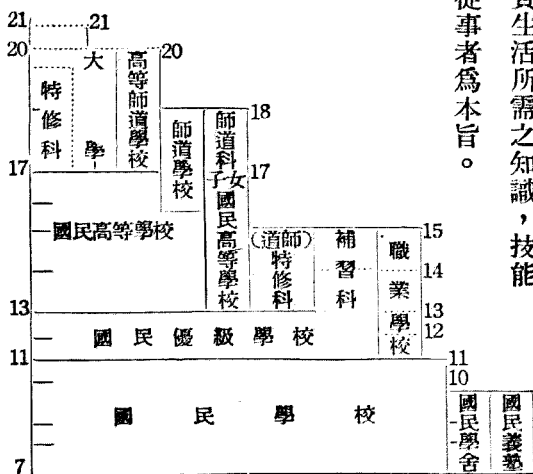 實生活所需之知識，技能
從事者爲本旨。
21
21
20
20
18
17
17
15
14
13
13
12
11
11
10
7
特修科
大學
高等師道學校
師道學校
師道科
女子國民高等學校
國民高等學校
(師道)特修科
補習科
職業學校
國民優級學校
國民學校
國民學舍
國民義塾